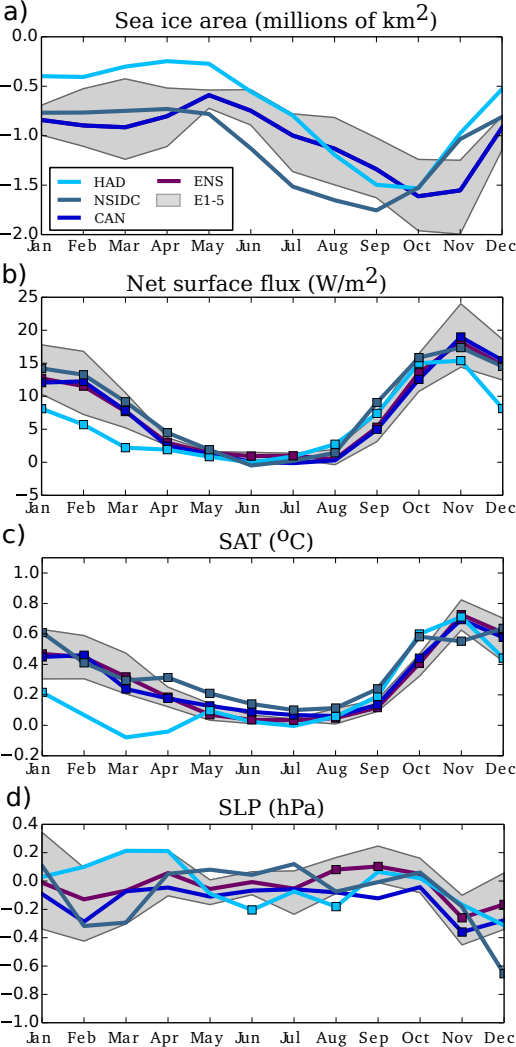 a)
Sea ice area (millions of km2)
0.0
−0.5
−1.0
−1.5
−2.0
HAD
NSIDC
CAN
ENS
E1-5
Jan Feb Mar Apr May Jun Jul Aug Sep Oct Nov Dec
b)
Net surface flux (W/m2)
25
20
15
10
5
0
−5
Jan Feb Mar Apr May Jun Jul Aug Sep Oct Nov Dec
c)
SAT (oC)
1.0
0.8
0.6
0.4
0.2
0.0
−0.2
Jan Feb Mar Apr May Jun Jul Aug Sep Oct Nov Dec
d)
SLP (hPa)
0.4
0.2
0.0
−0.2
−0.4
−0.6
−0.8
−1.0
Jan Feb Mar Apr May Jun Jul Aug Sep Oct Nov Dec